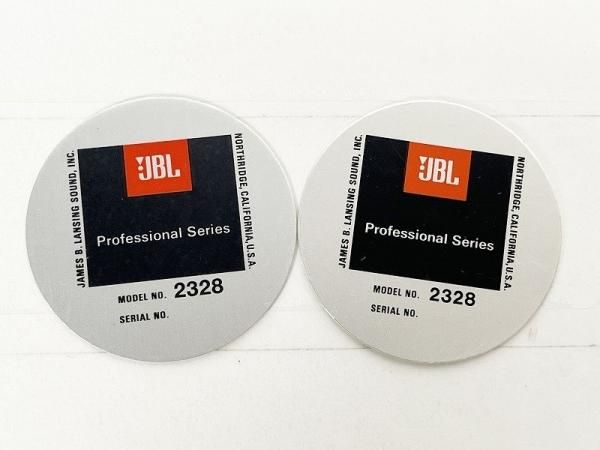 JBL
JAMES B. LANSING SOUND, INC.
Professional Series
NORTHRIDGE, CALIFORNIA, U.S.A.
MODEL NO. 2328
SERIAL NO.
JBL
JAMES B. LANSING SOUND, INC.
Professional Series
NORTHRIDGE, CALIFORNIA, U.S.A.
MODEL NO. 2328
SERIAL NO.